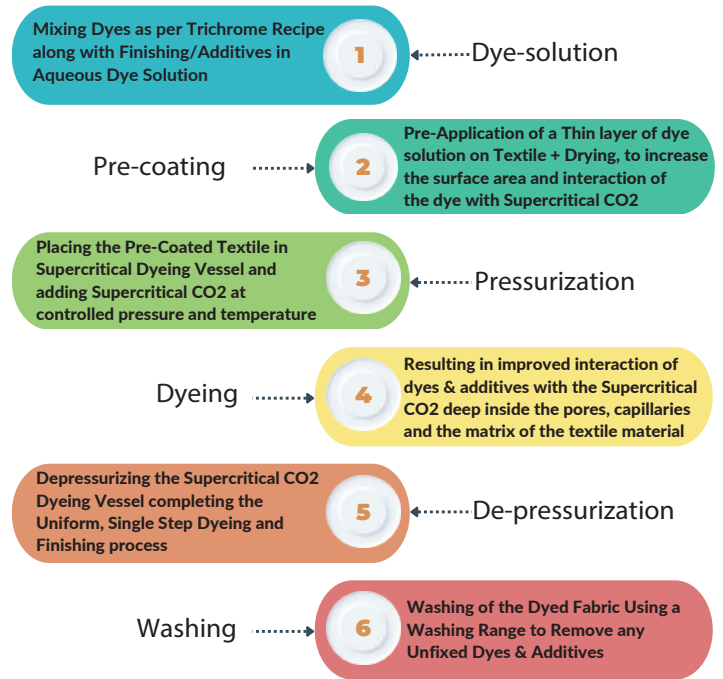 Mixing Dyes as per Trichrome Recipe
along with Finishing/Additives in
Aqueous Dye Solution
1
Dye-solution
Pre-coating
2
Pre-Application of a Thin layer of dye
solution on Textile + Drying, to increase
the surface area and interaction of
the dye with Supercritical CO2
Placing the Pre-Coated Textile in
Supercritical Dyeing Vessel and
adding Supercritical CO2 at
controlled pressure and temperature
3
Pressurization
Dyeing
4
Resulting in improved interaction of
dyes & additives with the Supercritical
CO2 deep inside the pores, capillaries
and the matrix of the textile material
Depressurizing the Supercritical CO2
Dyeing Vessel completing the
Uniform, Single Step Dyeing and
Finishing process
5
De-pressurization
Washing
6
Washing of the Dyed Fabric Using a
Washing Range to Remove any
Unfixed Dyes & Additives